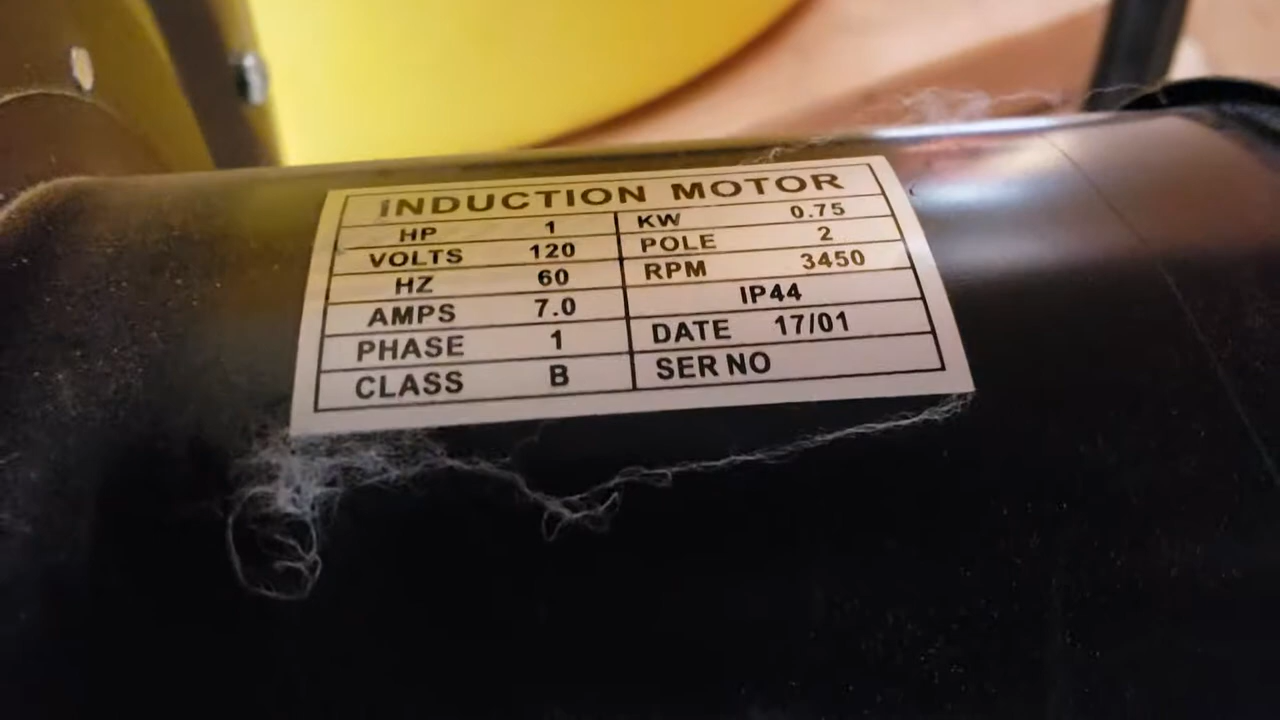 INDUCTION MOTOR
HP 1
VOLTS 120
HZ 60
AMPS 7.0
PHASE 1
CLASS B
KW 0.75
POLE 2
RPM 3450
IP44
DATE 17/01
SER NO